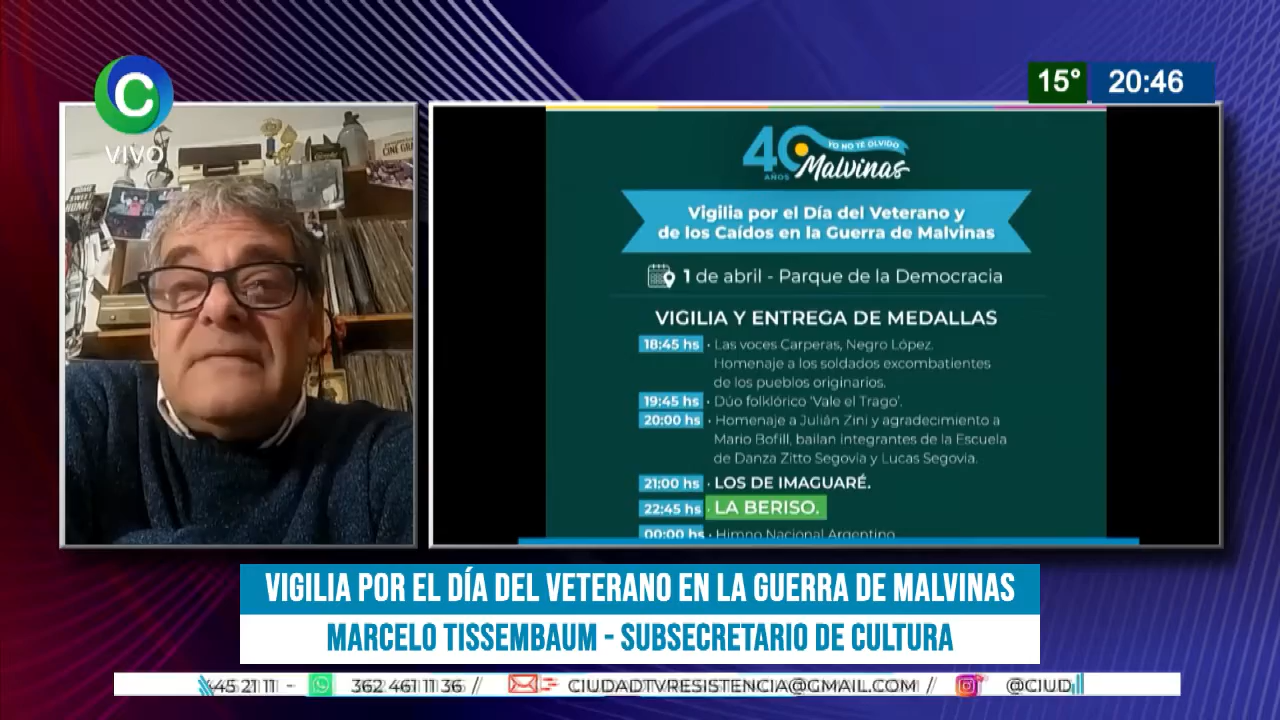 C
VIVO
15° 20:46
CINE GRA
HOME
YO NO TE OLVIDO
40
AÑOS
Malvinas
Vigilia por el Día del Veterano y
de los Caídos en la Guerra de Malvinas
1 de abril - Parque de la Democracia
VIGILIA Y ENTREGA DE MEDALLAS
18:45 hs • Las voces Carperas, Negro López.
Homenaje a los soldados excombatientes
de los pueblos originarios.
19:45 hs • Dúo folklórico 'Vale el Trago'.
20:00 hs • Homenaje a Julián Zini y agradecimiento a
Mario Bofill, bailan integrantes de la Escuela
de Danza Zitto Segovia y Lucas Segovia.
21:00 hs • LOS DE IMAGUARÉ.
22:45 hs • LA BERISO.
00:00 hs • Himno Nacional Argentino
VIGILIA POR EL DÍA DEL VETERANO EN LA GUERRA DE MALVINAS
MARCELO TISSEMBAUM - SUBSECRETARIO DE CULTURA
45 21 11 - 362 461 11 36 // CIUDADTVRESISTENCIA@GMAIL.COM // @CIUD